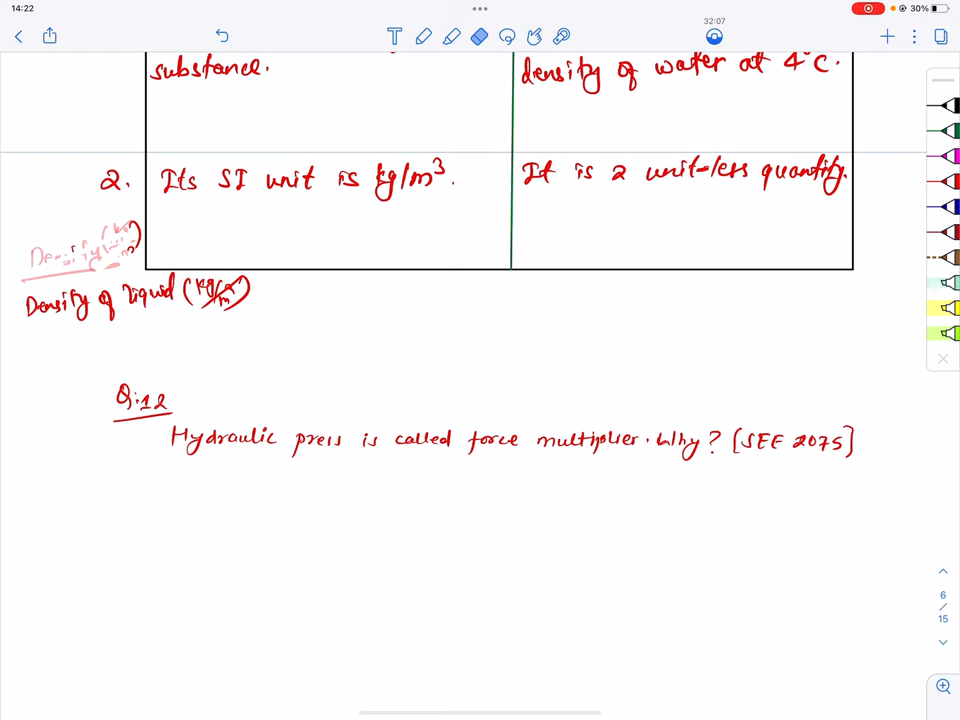 14:22
30%
32:07
substance.
density of water at 4°C.
2. Its SI unit is kg/m³.
It is a unit-less quantity.
Density of liquid (kg/m
Q:12
Hydraulic press is called force multiplier. Why? [SEE 2075]
6
/
15